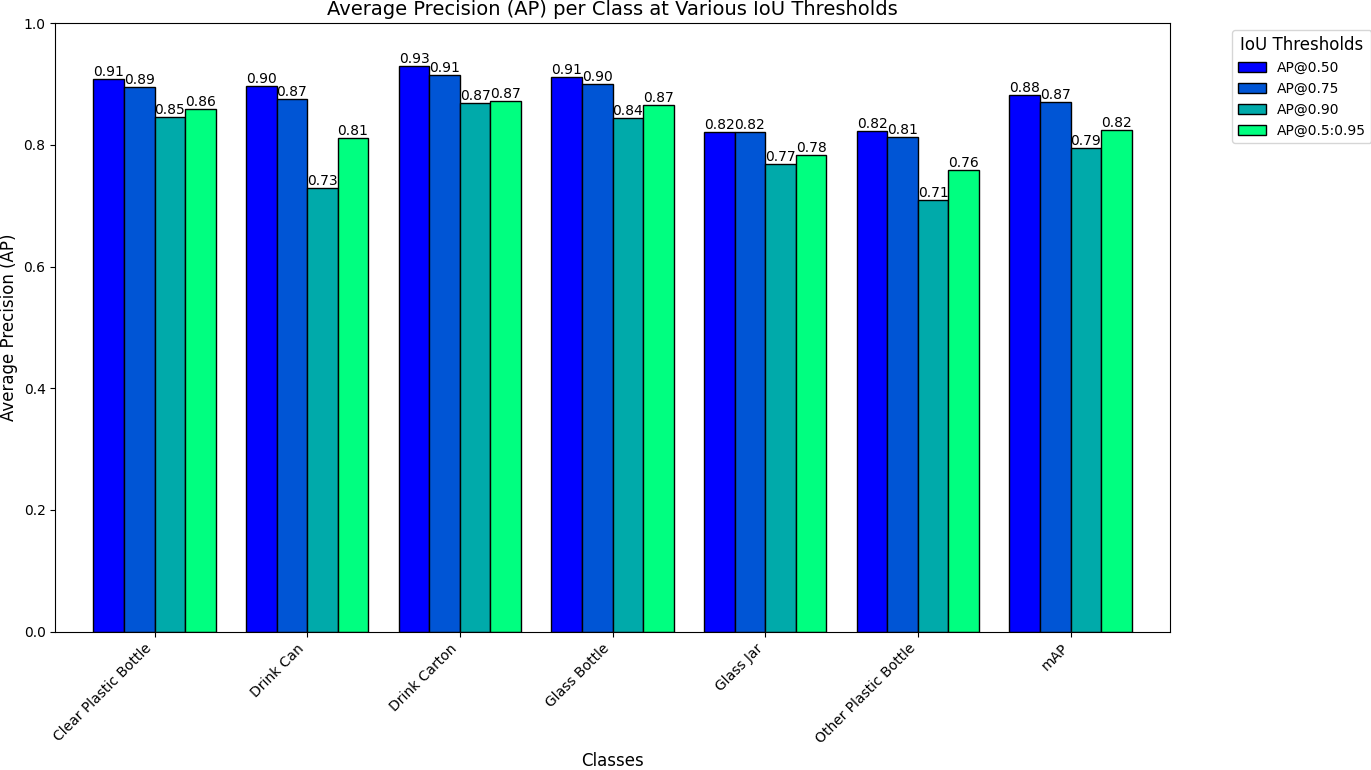 Average Precision (AP) per Class at Various IoU Thresholds
Average Precision (AP)
1.0
0.8
0.6
0.4
0.2
0.0
0.91 0.89 0.85 0.86
0.90 0.87 0.73 0.81
0.93 0.91 0.87 0.87
0.91 0.90 0.84 0.87
0.82 0.82 0.77 0.78
0.82 0.81 0.71 0.76
0.88 0.87 0.79 0.82
Clear Plastic Bottle
Drink Can
Drink Carton
Glass Bottle
Glass Jar
Other Plastic Bottle
mAP
Classes
IoU Thresholds
AP@0.50
AP@0.75
AP@0.90
AP@0.5:0.95